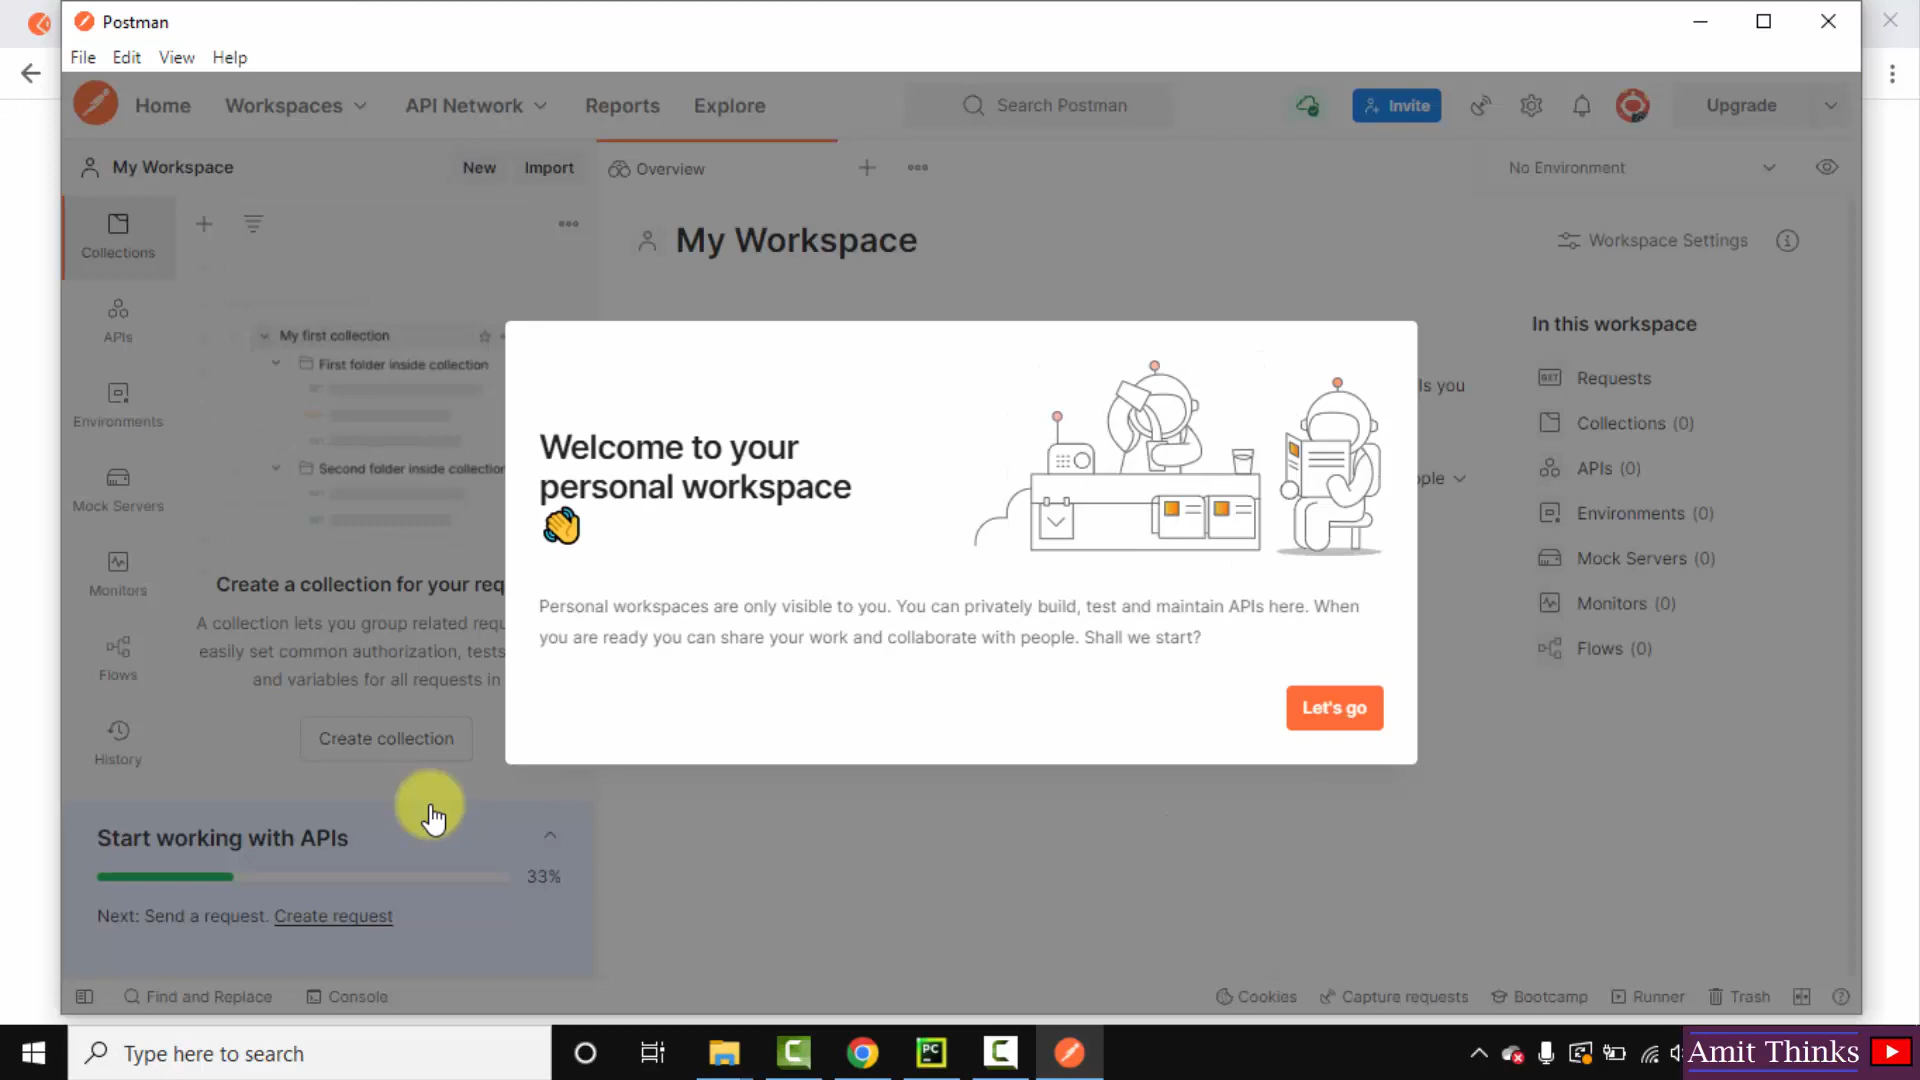 Postman
File Edit View Help
Home Workspaces API Network Reports Explore Search Postman Invite Upgrade
My Workspace New Import Overview No Environment
Collections
My Workspace
Workspace Settings
APIs
My first collection
First folder inside collection
Second folder inside collection
Environments
Mock Servers
Monitors
Create a collection for your req
A collection lets you group related requ
easily set common authorization, tests
and variables for all requests in
Flows
Create collection
History
Start working with APIs
33%
Next: Send a request. Create request
Welcome to your
personal workspace
Personal workspaces are only visible to you. You can privately build, test and maintain APIs here. When
you are ready you can share your work and collaborate with people. Shall we start?
Let's go
ls you
ople
In this workspace
GET Requests
Collections (0)
APIs (0)
Environments (0)
Mock Servers (0)
Monitors (0)
Flows (0)
Find and Replace Console Cookies Capture requests Bootcamp Runner Trash
Type here to search
PC
Amit Thinks